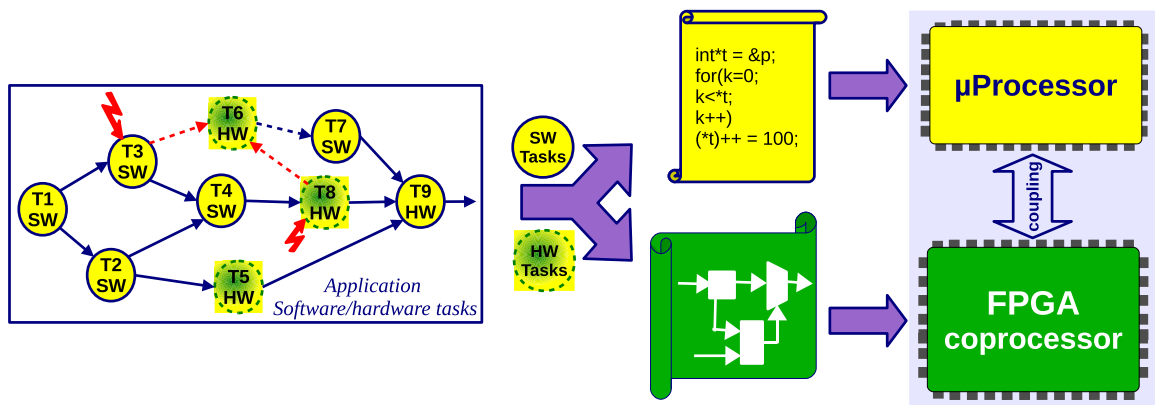 T1
SW
T2
SW
T3
SW
T4
SW
T5
HW
T6
HW
T7
SW
T8
HW
T9
HW
Application
Software/hardware tasks
SW
Tasks
HW
Tasks
int*t = &p;
for(k=0;
k<*t;
k++)
(*t)++ = 100;
µProcessor
coupling
FPGA
coprocessor